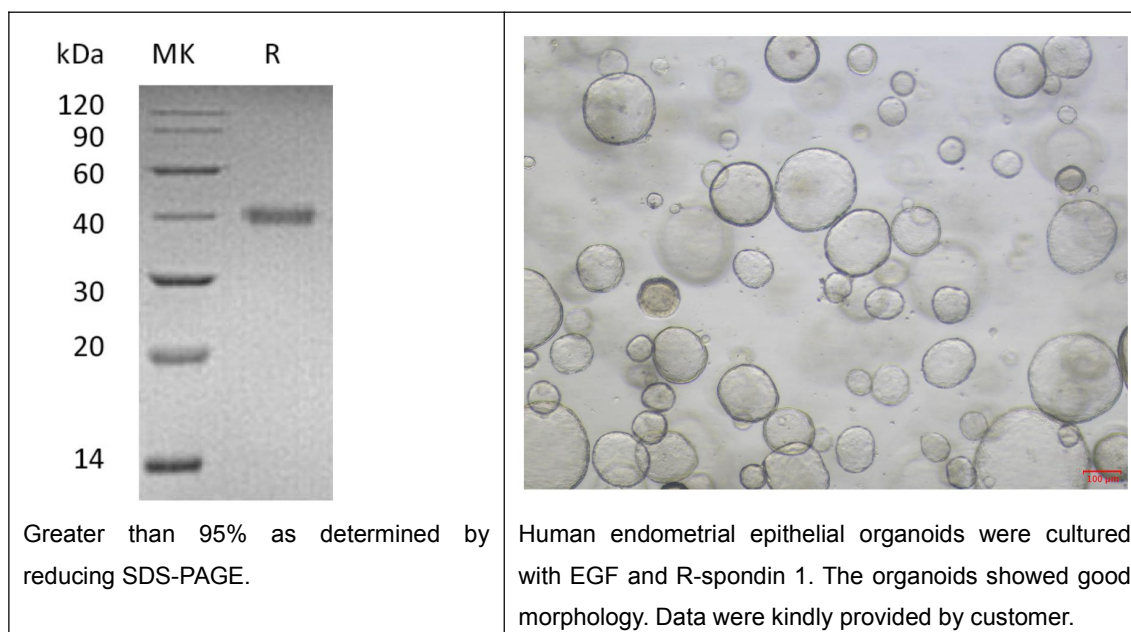 kDa MK R
120
90
60
40
30
20
14
100 μm
Greater than 95% as determined by
reducing SDS-PAGE.
Human endometrial epithelial organoids were cultured
with EGF and R-spondin 1. The organoids showed good
morphology. Data were kindly provided by customer.